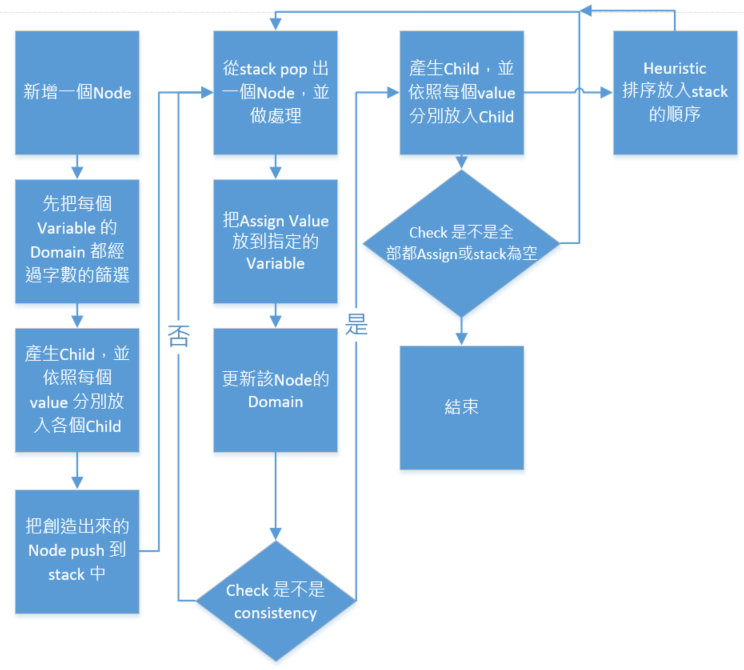 新增一個Node
先把每個
Variable 的
Domain 都經
過字數的篩選
產生Child，並
依照每個
value 分別放
入各個Child
把創造出來的
Node push 到
stack 中
從stack pop 出
一個Node，並
做處理
把Assign Value
放到指定的
Variable
更新該Node的
Domain
Check 是不是
consistency
否
是
產生Child，並
依照每個value
分別放入Child
Check 是不是全
部都Assign或stack為空
結束
Heuristic
排序放入stack
的順序